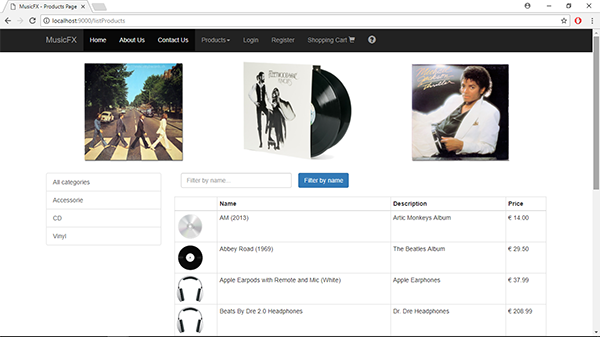 MusicFX - Products Page
localhost:9000/listProducts
MusicFX Home About Us Contact Us Products Login Register Shopping Cart
FLEETWOOD MAC
All categories
Accessorie
CD
Vinyl
Filter by name... Filter by name
Name Description Price
AM (2013) Artic Monkeys Album € 14.00
Abbey Road (1969) The Beatles Album € 29.50
Apple Earpods with Remote and Mic (White) Apple Earphones € 37.99
Beats By Dre 2.0 Headphones Dr. Dre Headphones € 208.99